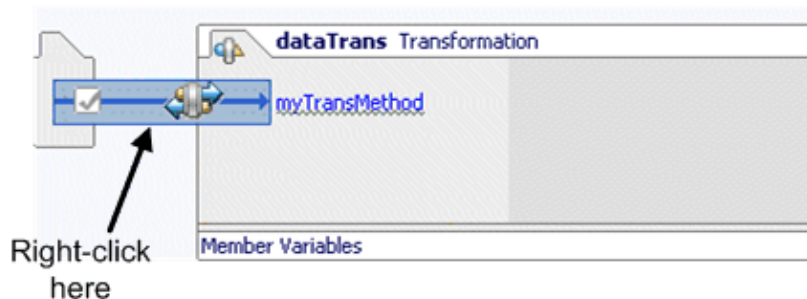 dataTrans Transformation
myTransMethod
Member Variables
Right-click
here